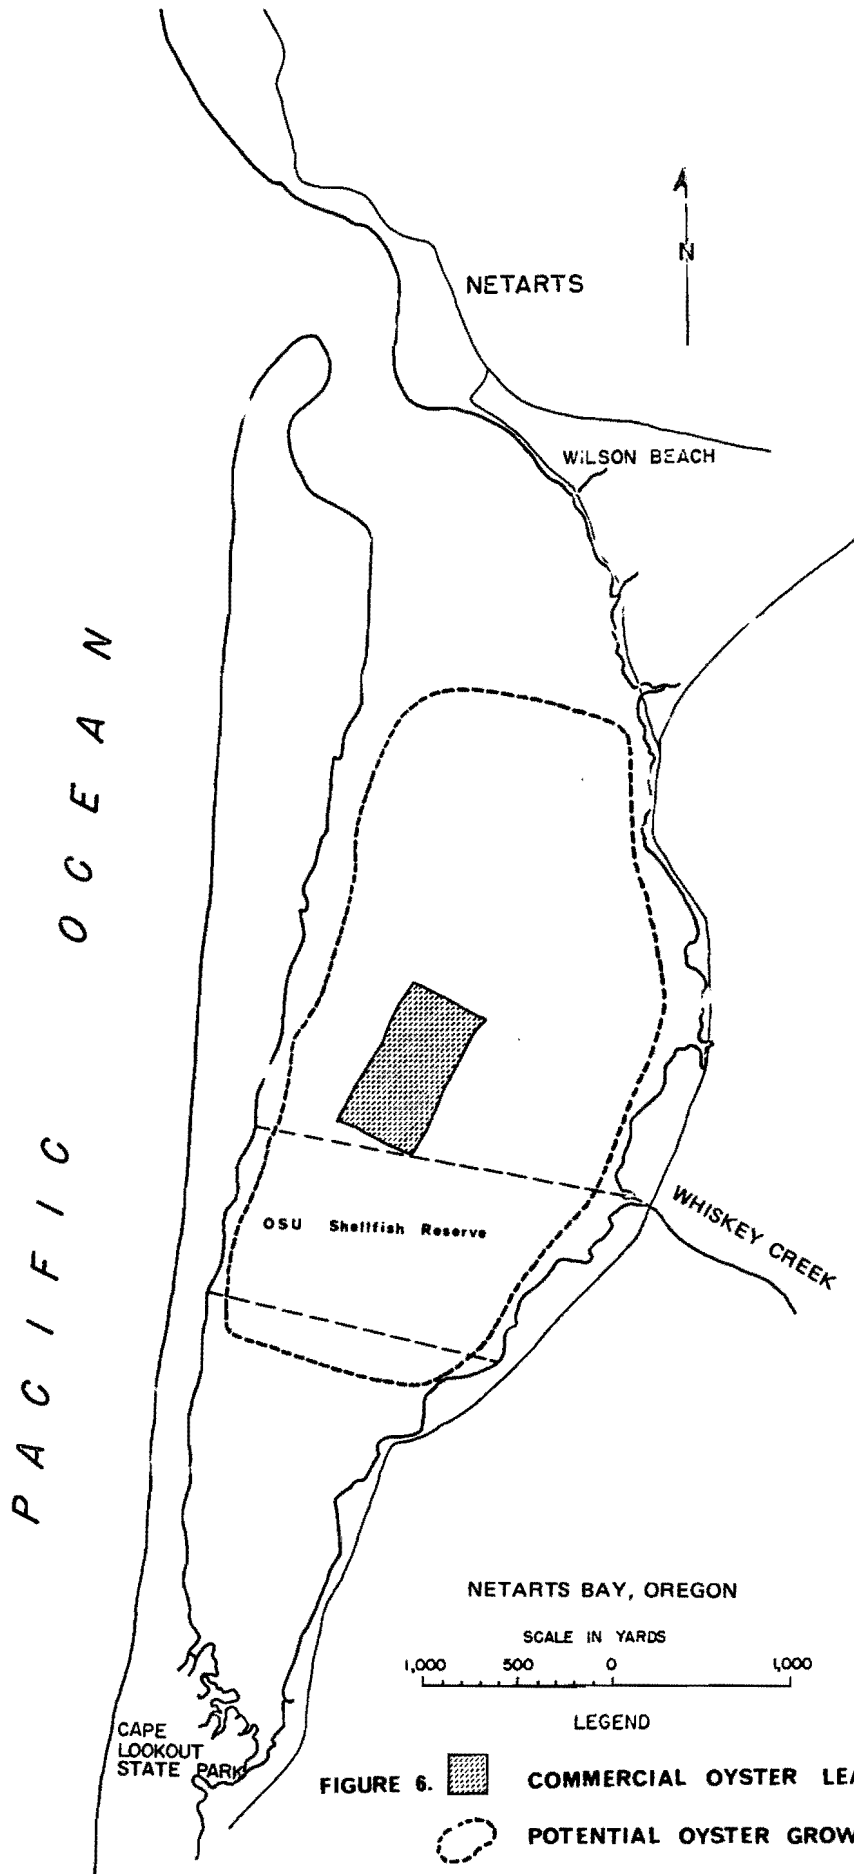 N
NETARTS
WILSON BEACH
PACIFIC OCEAN
OSU Shellfish Reserve
WHISKEY CREEK
NETARTS BAY, OREGON
SCALE IN YARDS
1,000 500 0 1,000
LEGEND
CAPE
LOOKOUT
STATE PARK
FIGURE 6. COMMERCIAL OYSTER
POTENTIAL OYSTER